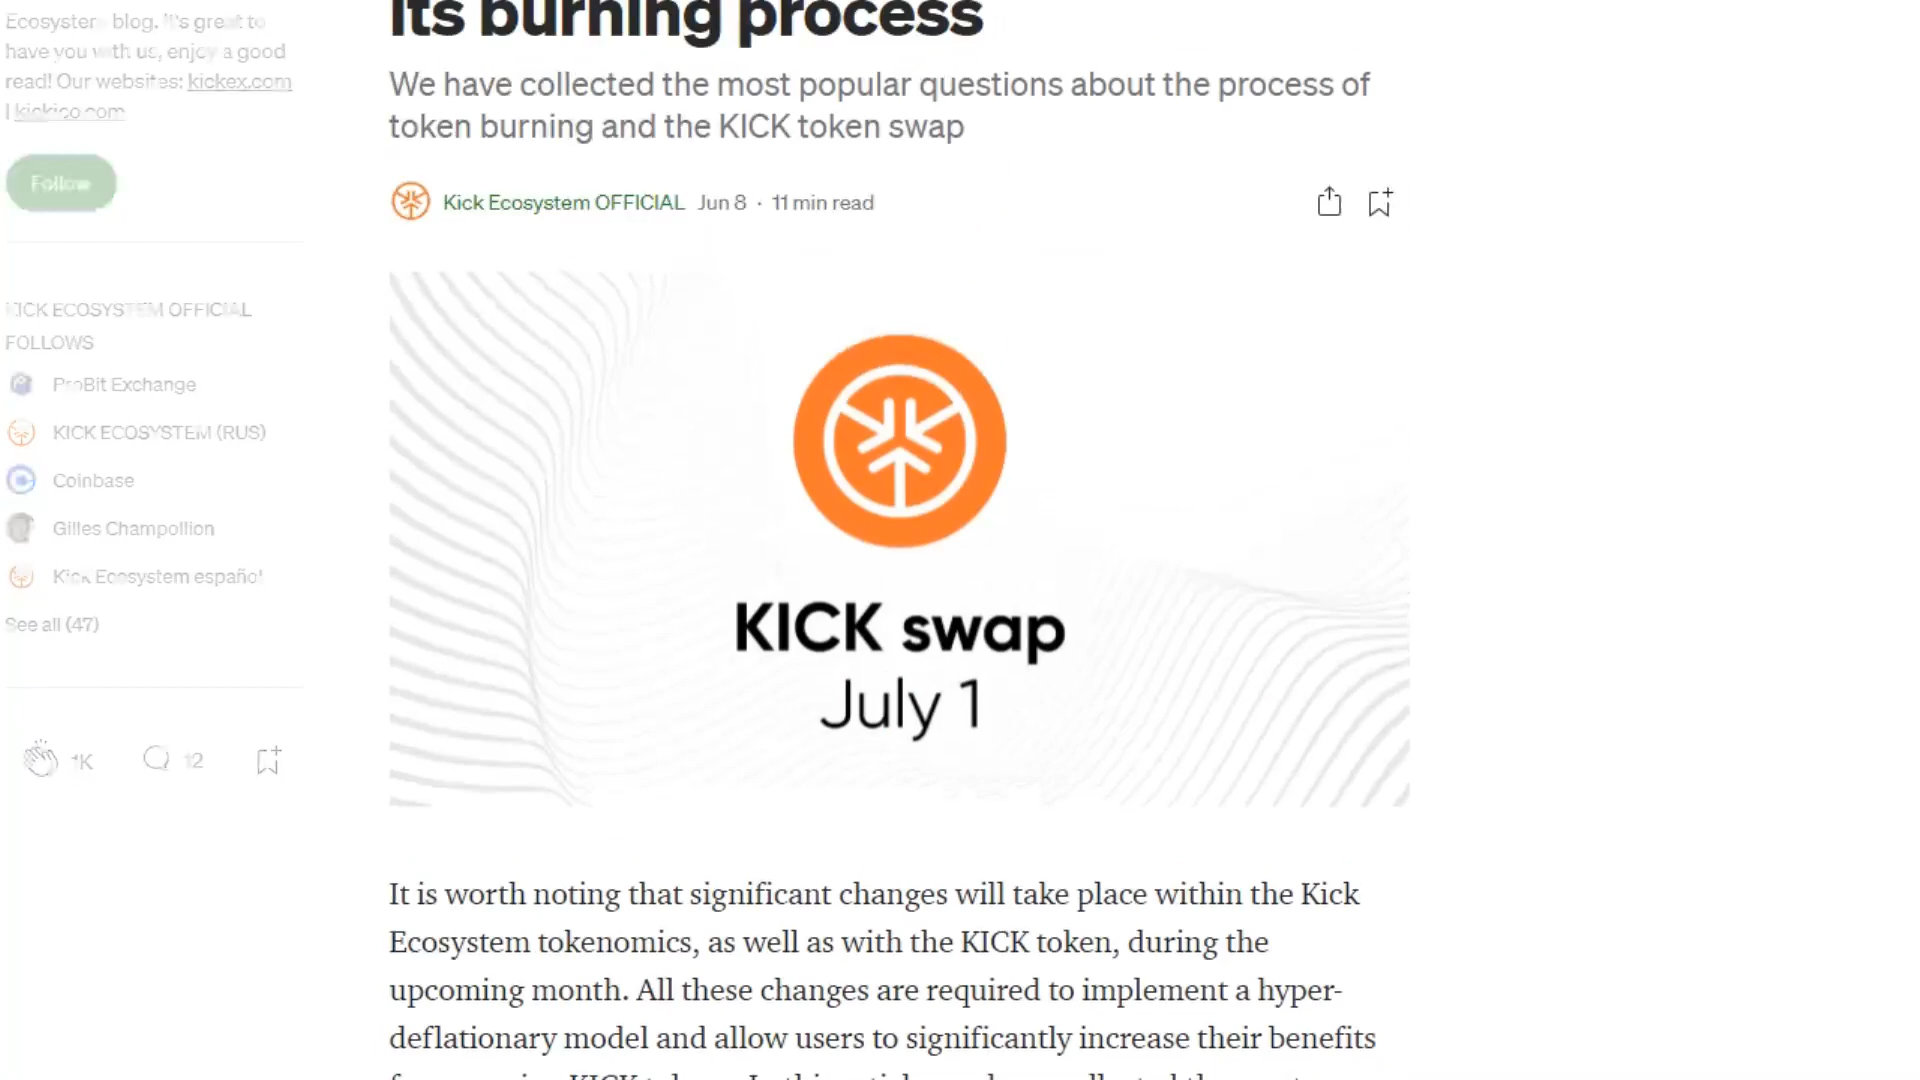 Ecosystem blog. It's great to
have you with us, enjoy a good
read! Our websites: kickex.com
| kickico.com
Follow
KICK ECOSYSTEM OFFICIAL
FOLLOWS
ProBit Exchange
KICK ECOSYSTEM (RUS)
Coinbase
Gilles Champollion
Kick Ecosystem español
See all (47)
1K 12
its burning process
We have collected the most popular questions about the process of
token burning and the KICK token swap
Kick Ecosystem OFFICIAL Jun 8 · 11 min read
KICK swap
July 1
It is worth noting that significant changes will take place within the Kick
Ecosystem tokenomics, as well as with the KICK token, during the
upcoming month. All these changes are required to implement a hyper-
deflationary model and allow users to significantly increase their benefits